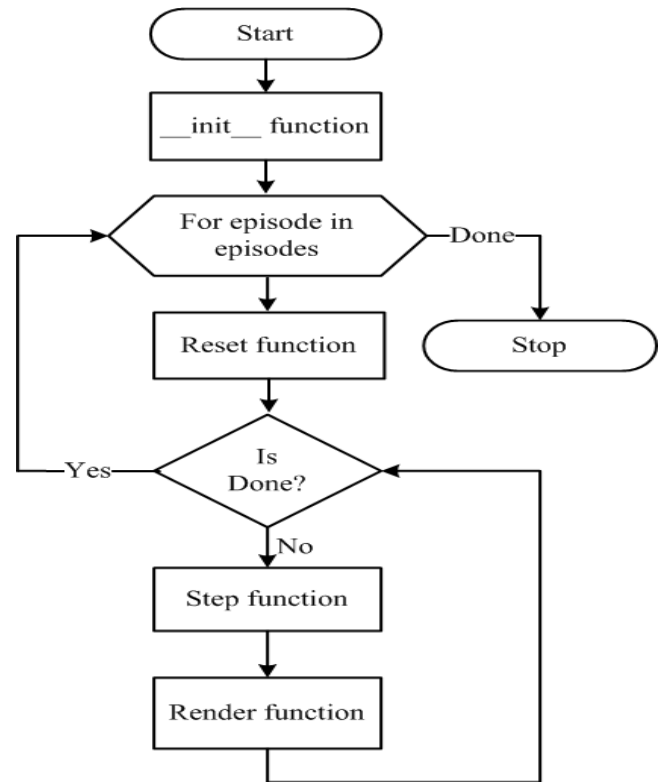 Start
__init__ function
For episode in
episodes
Done
Reset function
Stop
Is
Done?
Yes
No
Step function
Render function